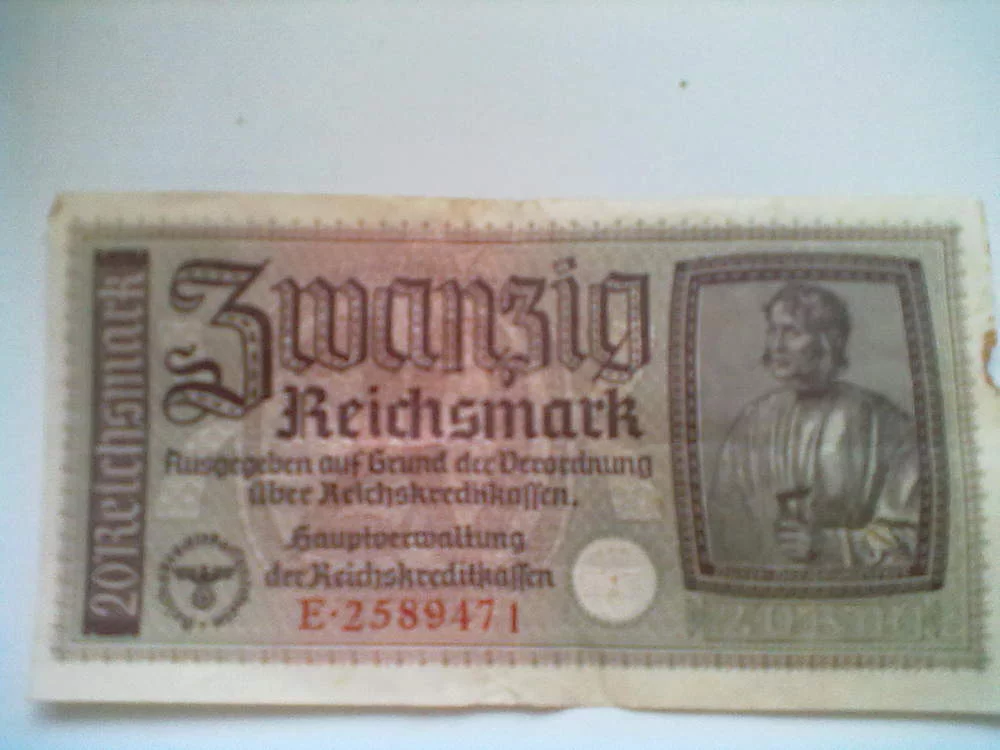 20 Reichsmark
Zwanzig
Reichsmark
Ausgegeben auf Grund der Verordnung
über Reichskreditkassen.
Hauptverwaltung
der Reichskreditkassen
E·2589471